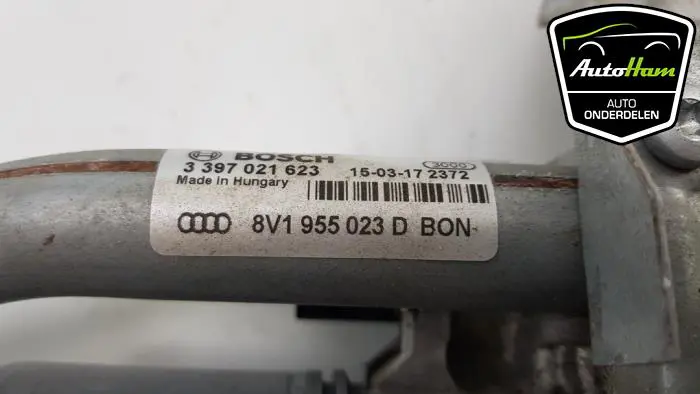 BOSCH
3 397 021 623
Made in Hungary
3000
15-03-17 2372
8V1 955 023 D BON
AutoHam
AUTO
ONDERDELEN